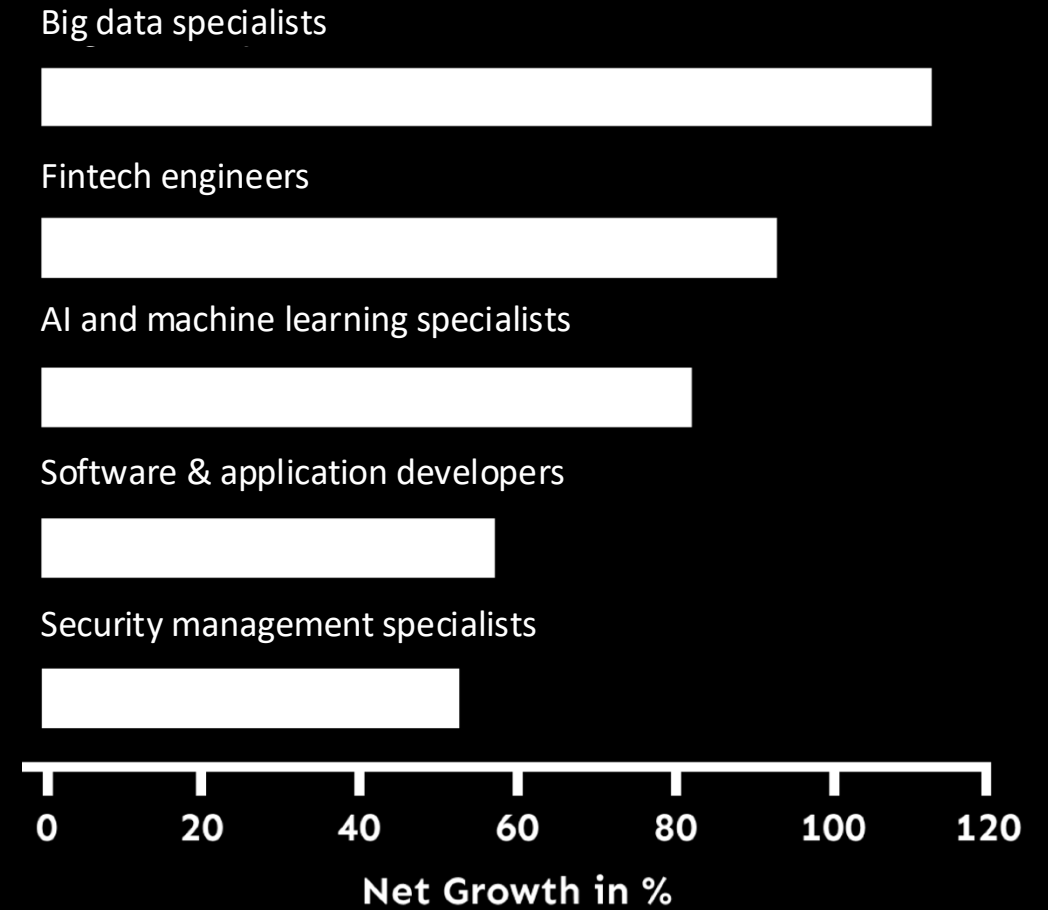 Big data specialists
Fintech engineers
AI and machine learning specialists
Software & application developers
Security management specialists
0 20 40 60 80 100 120
Net Growth in %